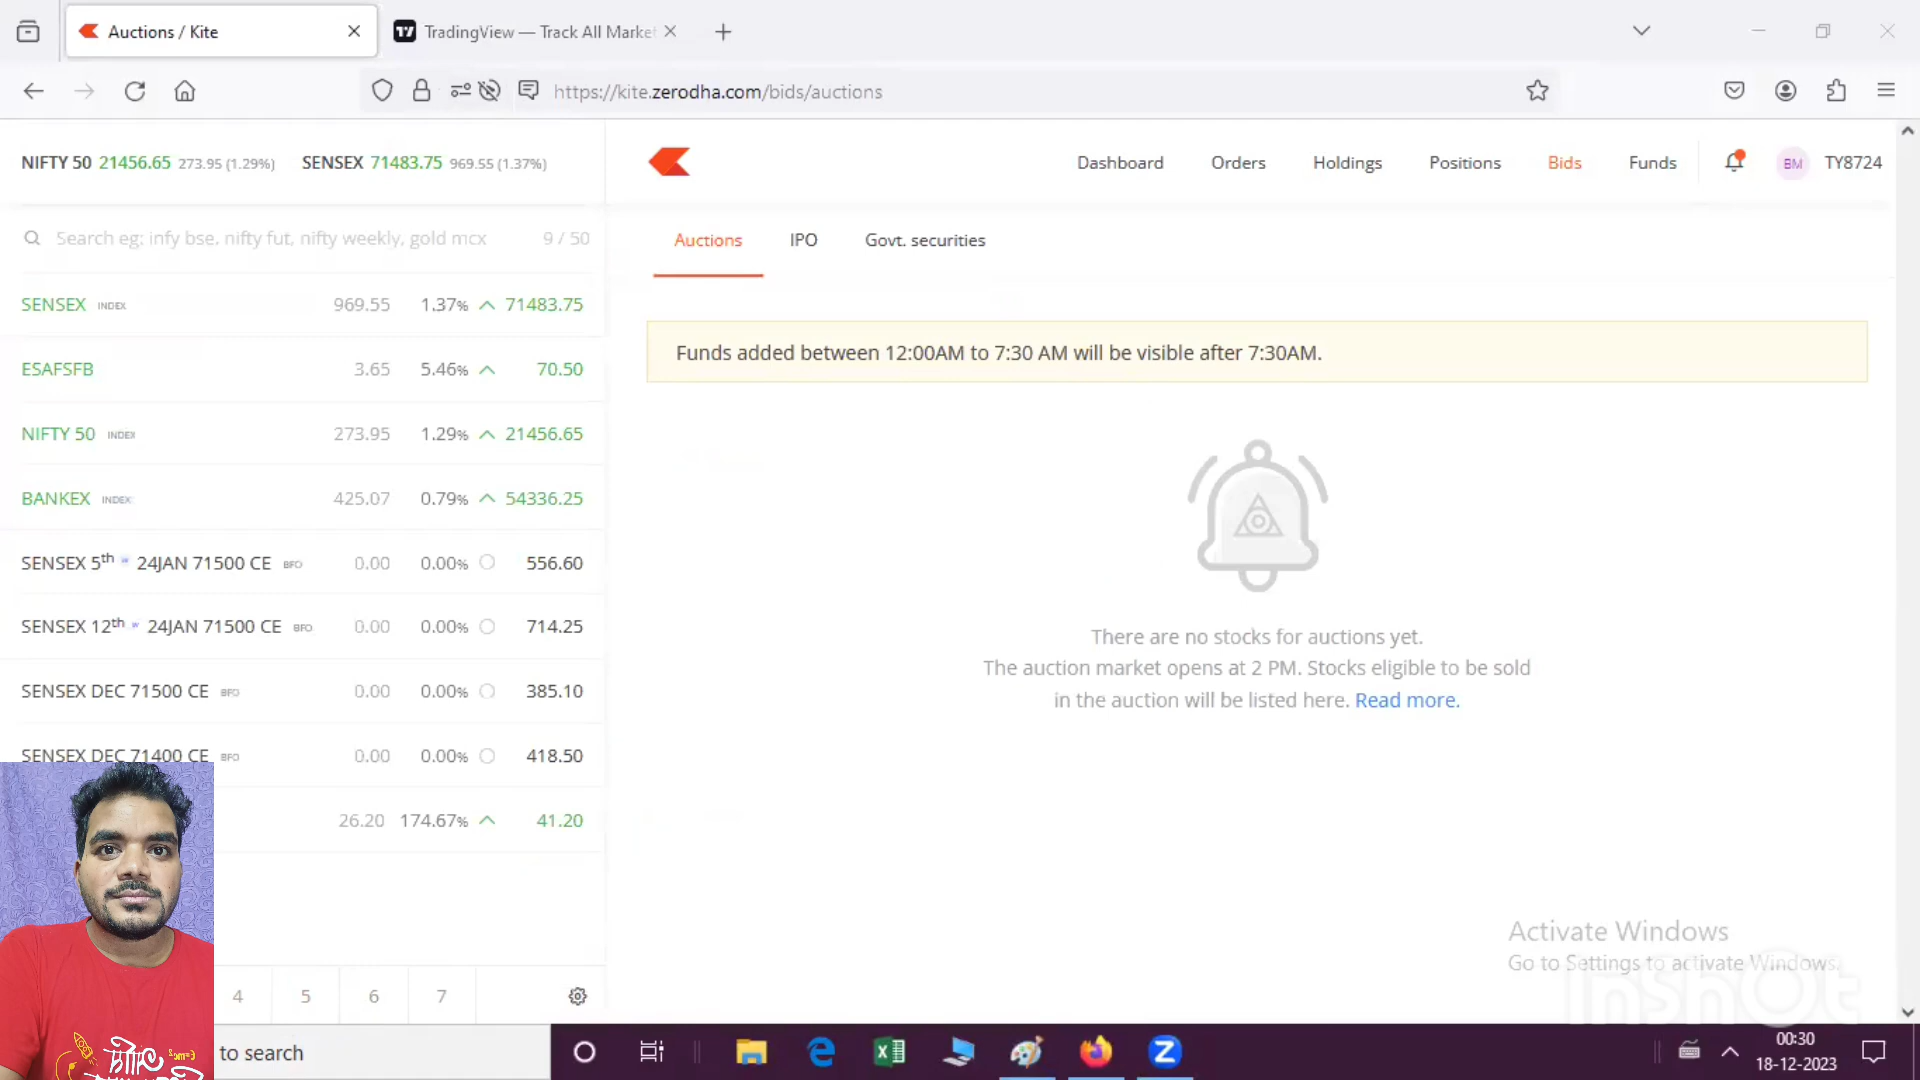 Auctions / Kite
TradingView — Track All Market
https://kite.zerodha.com/bids/auctions
NIFTY 50 21456.65 273.95 (1.29%) SENSEX 71483.75 969.55 (1.37%)
Dashboard Orders Holdings Positions Bids Funds BM TY8724
Search eg: infy bse, nifty fut, nifty weekly, gold mcx 9 / 50
Auctions IPO Govt. securities
SENSEX INDEX 969.55 1.37% 71483.75
Funds added between 12:00AM to 7:30 AM will be visible after 7:30AM.
ESAFSFB 3.65 5.46% 70.50
NIFTY 50 INDEX 273.95 1.29% 21456.65
BANKEX INDEX 425.07 0.79% 54336.25
SENSEX 5th w 24JAN 71500 CE BFO 0.00 0.00% 556.60
SENSEX 12th w 24JAN 71500 CE BFO 0.00 0.00% 714.25
There are no stocks for auctions yet.
The auction market opens at 2 PM. Stocks eligible to be sold
in the auction will be listed here. Read more.
SENSEX DEC 71500 CE BFO 0.00 0.00% 385.10
SENSEX DEC 71400 CE BFO 0.00 0.00% 418.50
26.20 174.67% 41.20
Activate Windows
Go to Settings to activate Windows.
InShOt
4 5 6 7
to search
00:30
18-12-2023